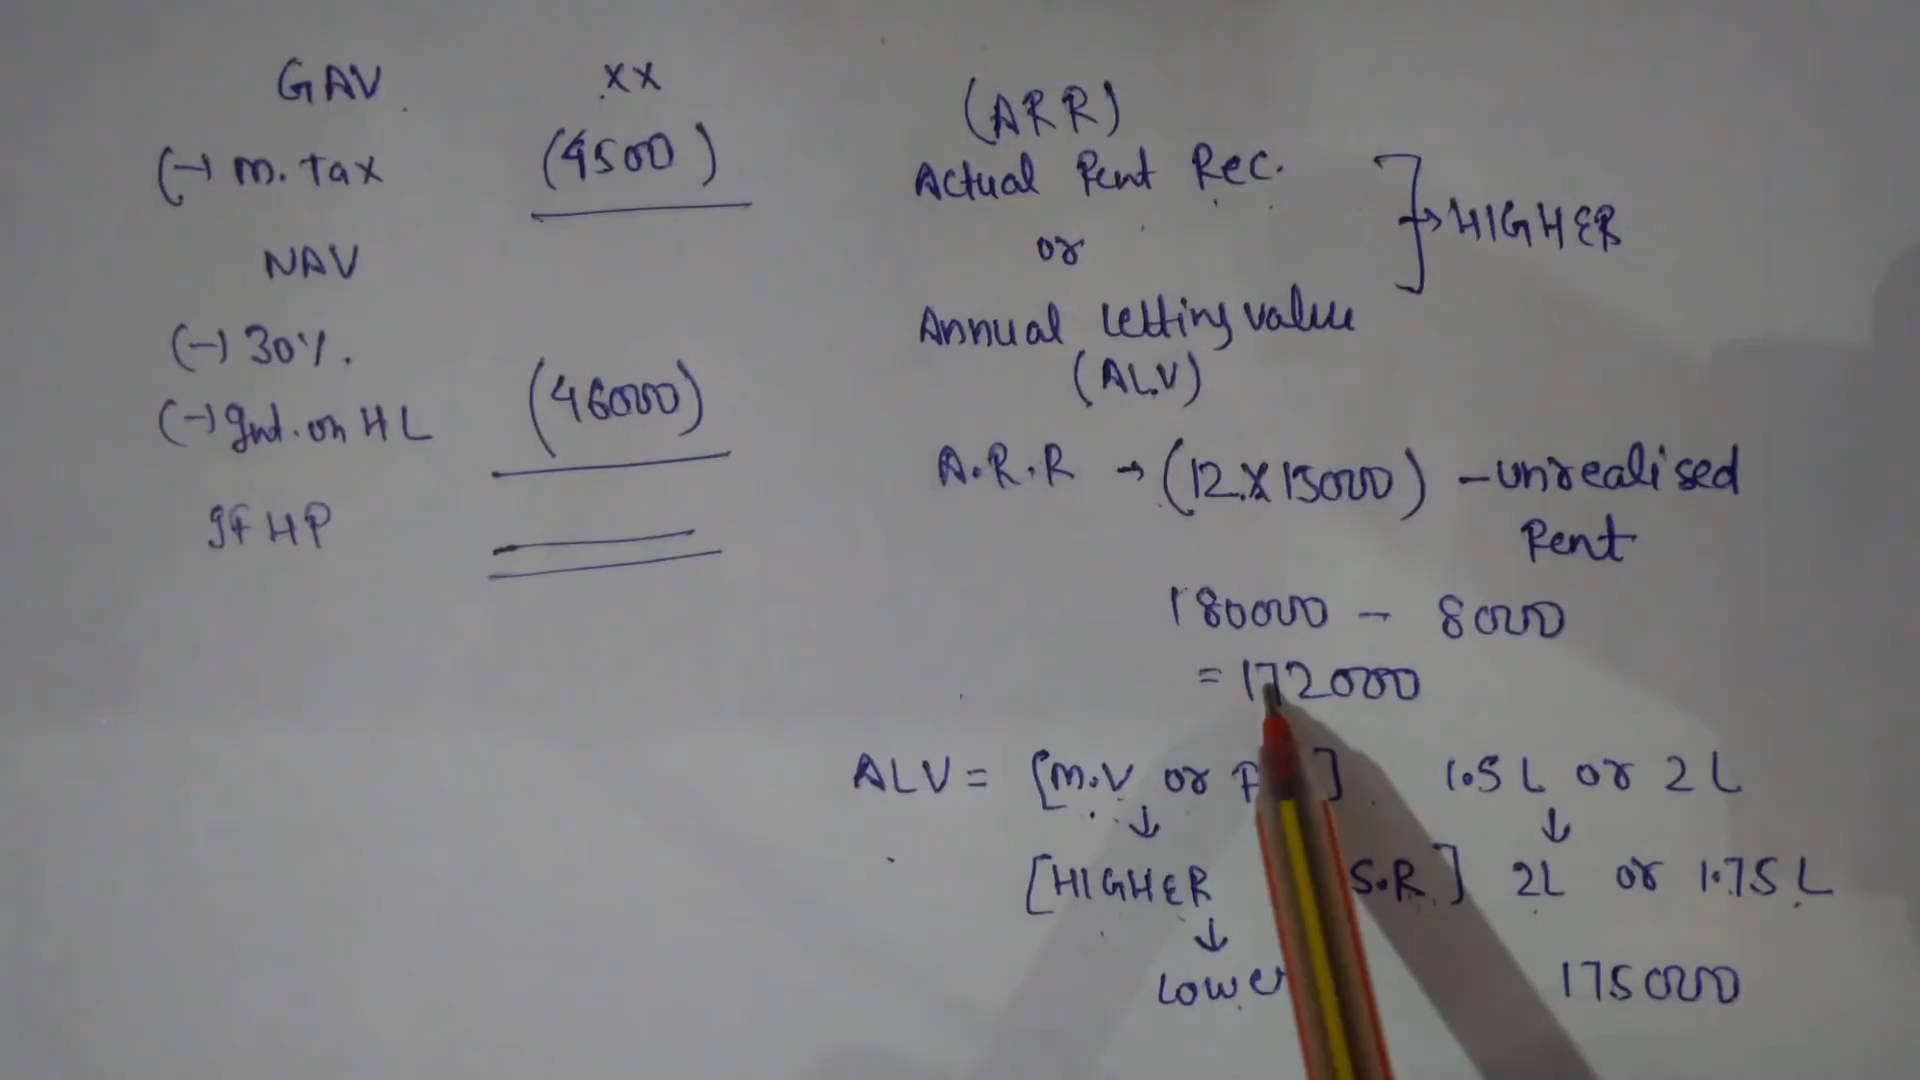 GAV xx
(-) m. Tax (4500)
NAV
(-) 30%.
(-) Int. on HL (46000)
IFHP
(ARR)
Actual Rent Rec.
or
HIGHER
Annual letting value
(ALV)
A.R.R → (12 x 15000) - unrealised
Rent
180000 - 8000
= 172000
ALV = [m.V or ] 1.5 L or 2 L
[HIGHER S.R.] 2L or 1.75 L
Lower 175000